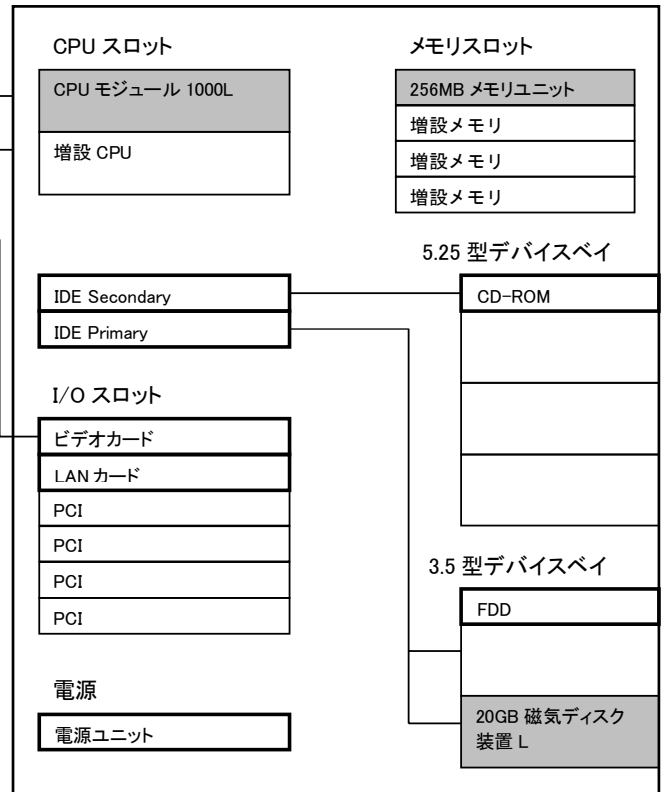 CPU スロット
CPU モジュール 1000L
増設 CPU
メモリスロット
256MB メモリユニット
増設メモリ
増設メモリ
増設メモリ
IDE Secondary
IDE Primary
5.25 型デバイスベイ
CD-ROM
I/O スロット
ビデオカード
LAN カード
PCI
PCI
PCI
PCI
3.5 型デバイスベイ
FDD
20GB 磁気ディスク
装置 L
電源
電源ユニット